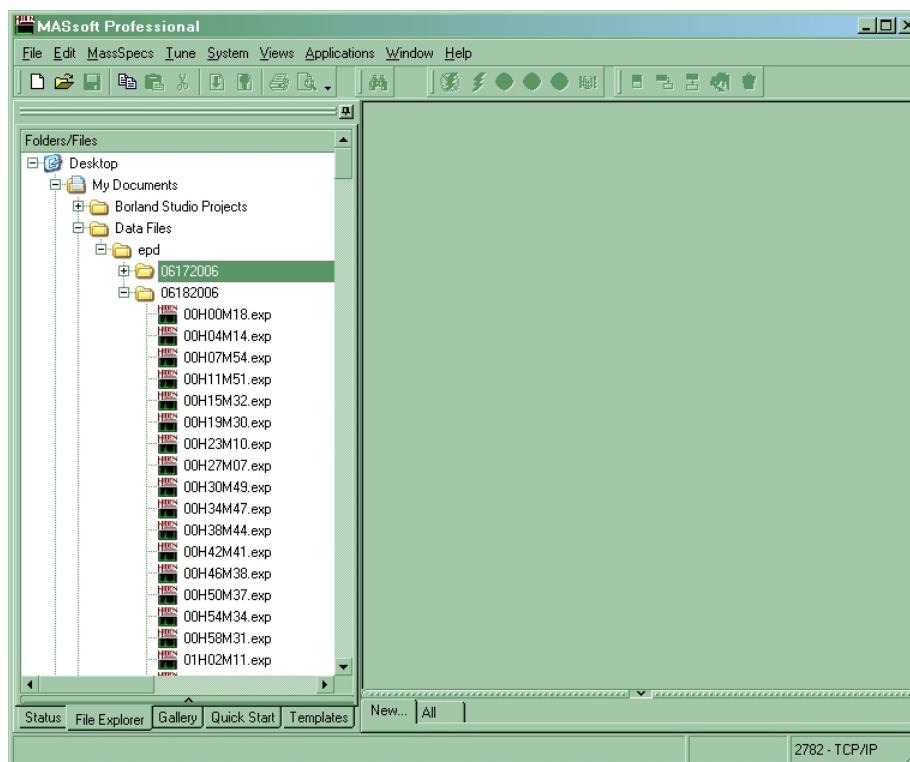 MASsoft Professional
File Edit MassSpecs Tune System Views Applications Window Help
Folders/Files
Desktop
My Documents
Borland Studio Projects
Data Files
epd
06172006
06182006
00H00M18.exp
00H04M14.exp
00H07M54.exp
00H11M51.exp
00H15M32.exp
00H19M30.exp
00H23M10.exp
00H27M07.exp
00H30M49.exp
00H34M47.exp
00H38M44.exp
00H42M41.exp
00H46M38.exp
00H50M37.exp
00H54M34.exp
00H58M31.exp
01H02M11.exp
Status File Explorer Gallery Quick Start Templates
New... All
2782 - TCP/IP